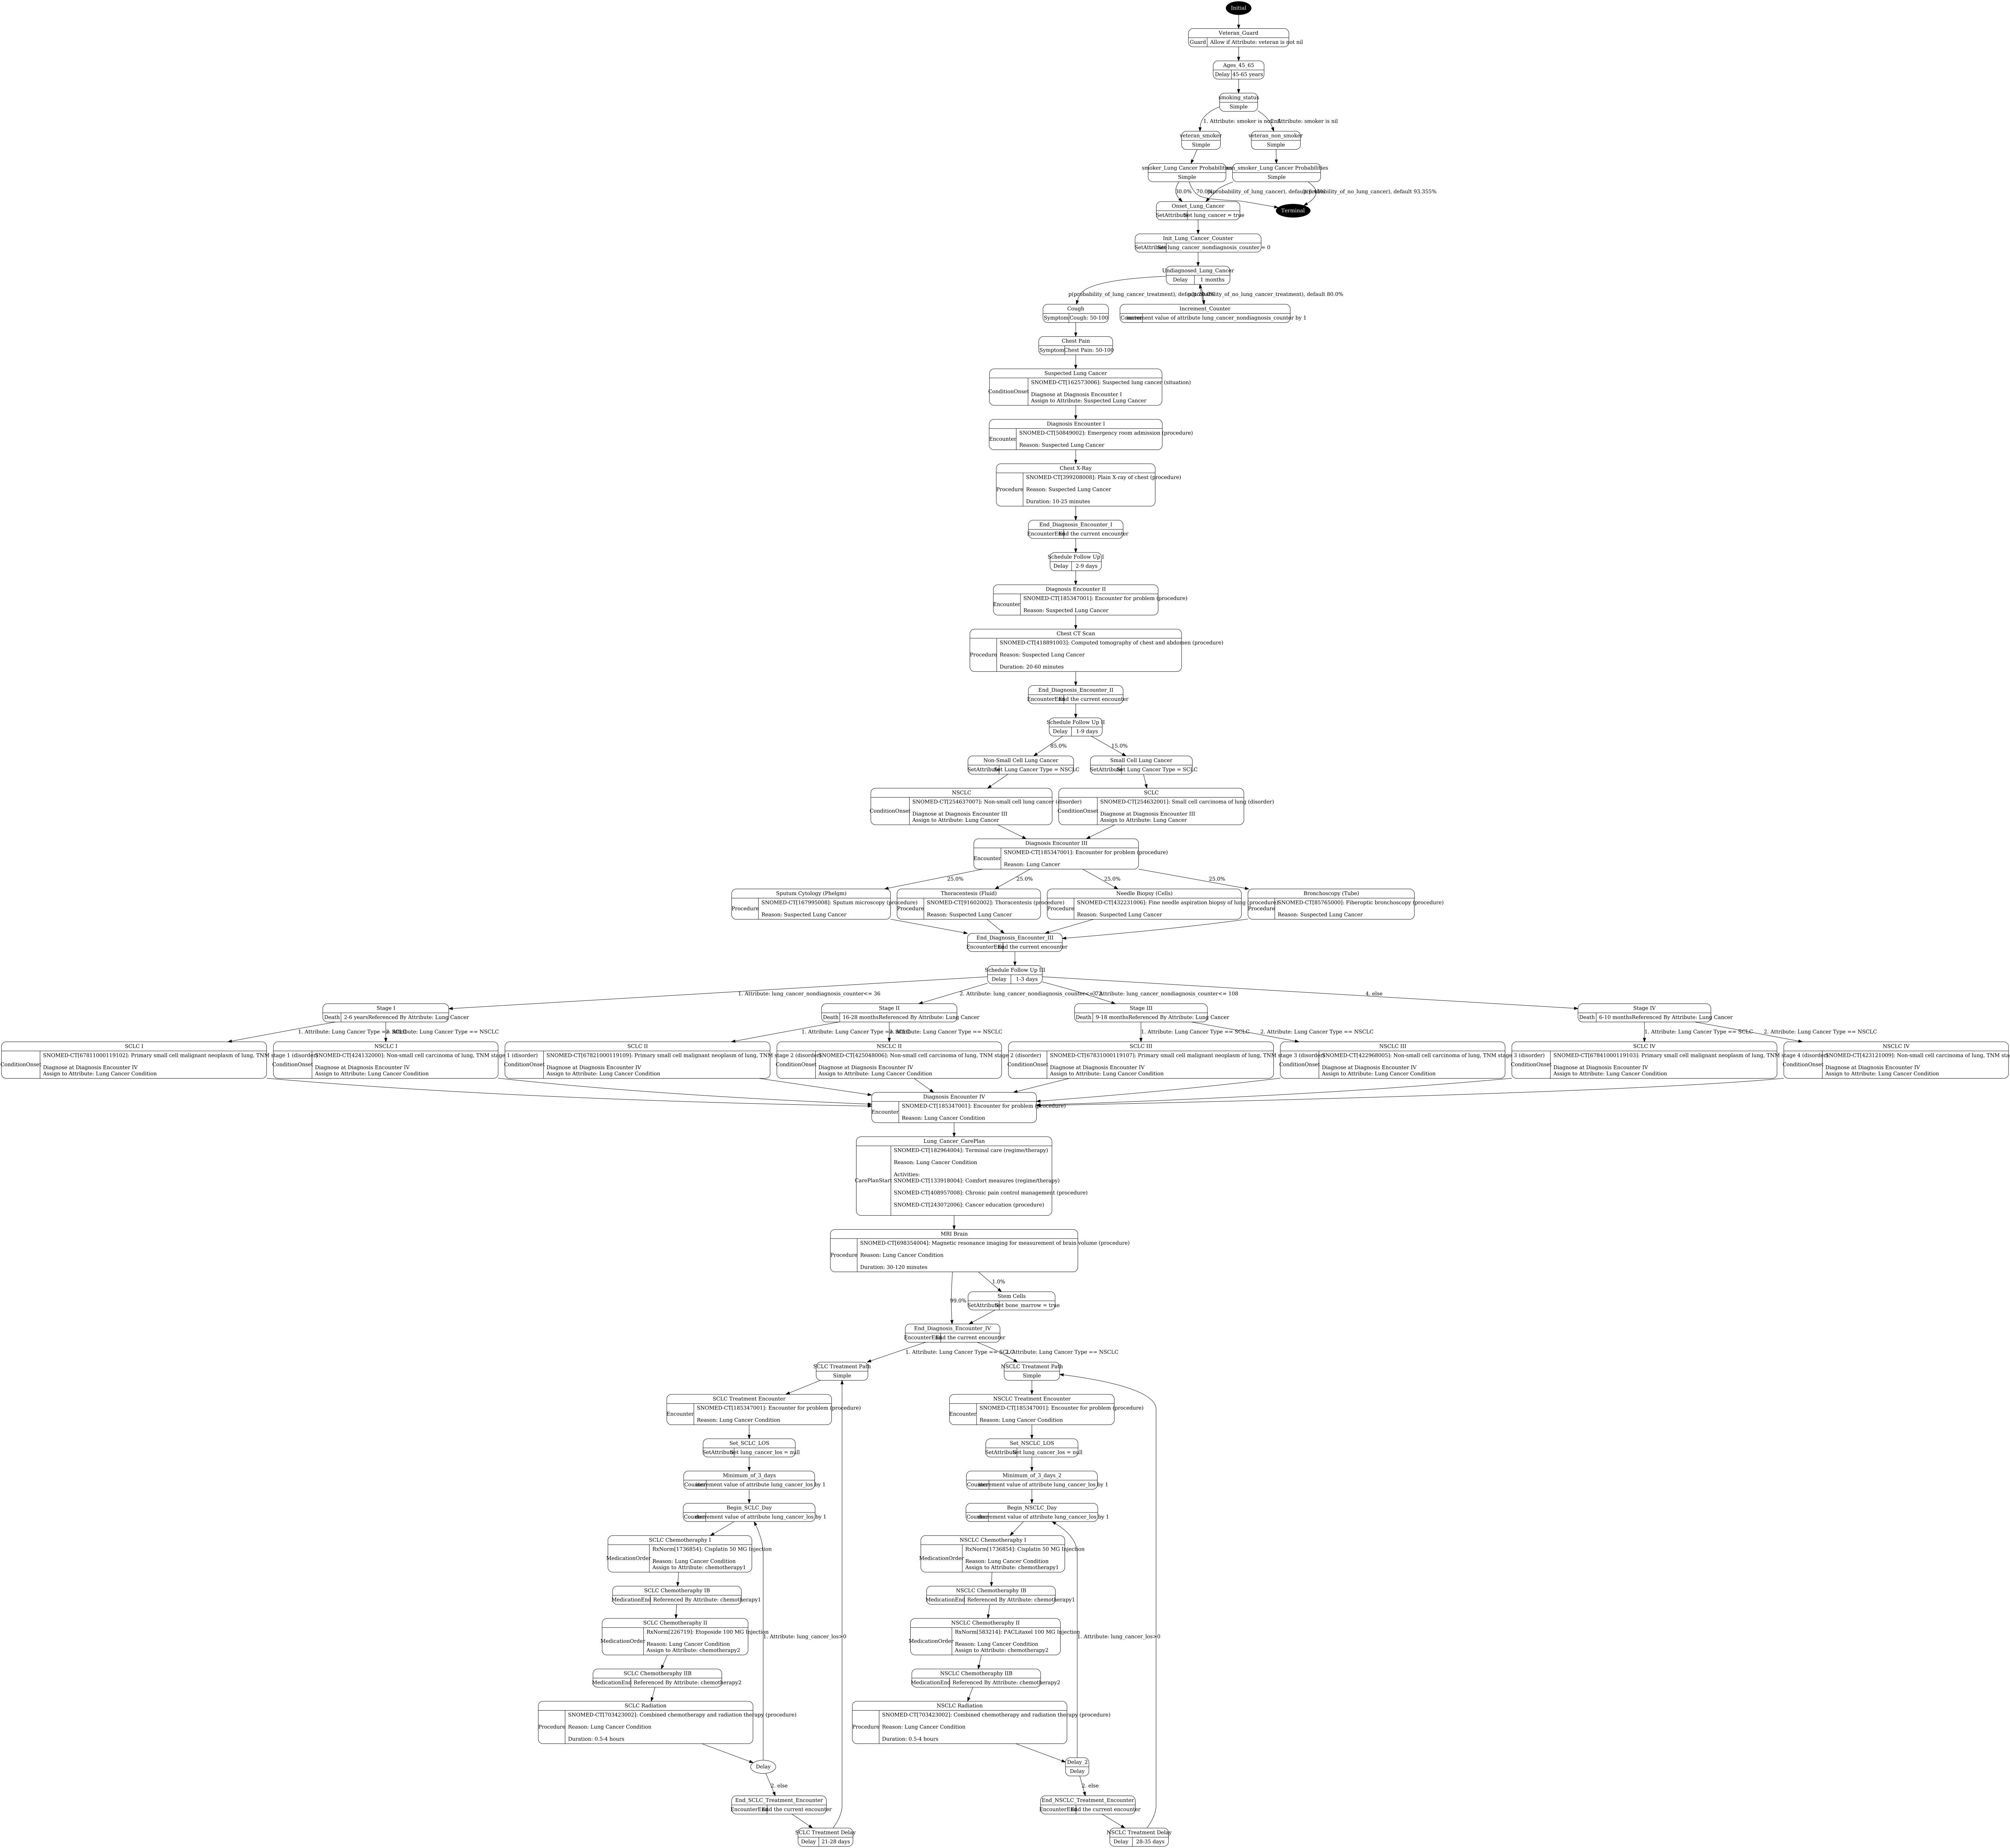 Initial
Veteran_Guard
Guard Allow if Attribute: veteran is not nil
Ages_45_65
Delay 45-65 years
smoking_status
Simple
1. Attribute: smoker is not nil
2. Attribute: smoker is nil
veteran_smoker
Simple
veteran_non_smoker
Simple
smoker_Lung Cancer Probabilities
Simple
non_smoker_Lung Cancer Probabilities
Simple
30.0%
70.0%
p(probability_of_lung_cancer), default
p(probability_of_no_lung_cancer), default 93.355%
Onset_Lung_Cancer
SetAttribute Set lung_cancer = true
Terminal
Init_Lung_Cancer_Counter
SetAttribute Set lung_cancer_nondiagnosis_counter = 0
Undiagnosed_Lung_Cancer
Delay 1 months
p(probability_of_lung_cancer_treatment), default 20.0%
p(probability_of_no_lung_cancer_treatment), default 80.0%
Cough
Symptom Cough: 50-100
Increment_Counter
Counter increment value of attribute lung_cancer_nondiagnosis_counter by 1
Chest Pain
Symptom Chest Pain: 50-100
Suspected Lung Cancer
ConditionOnset
SNOMED-CT[162573006]: Suspected lung cancer (situation)
Diagnose at Diagnosis Encounter I
Assign to Attribute: Suspected Lung Cancer
Diagnosis Encounter I
Encounter
SNOMED-CT[50849002]: Emergency room admission (procedure)
Reason: Suspected Lung Cancer
Chest X-Ray
Procedure
SNOMED-CT[399208008]: Plain X-ray of chest (procedure)
Reason: Suspected Lung Cancer
Duration: 10-25 minutes
End_Diagnosis_Encounter_I
EncounterEnd End the current encounter
Schedule Follow Up I
Delay 2-9 days
Diagnosis Encounter II
Encounter
SNOMED-CT[185347001]: Encounter for problem (procedure)
Reason: Suspected Lung Cancer
Chest CT Scan
Procedure
SNOMED-CT[418891003]: Computed tomography of chest and abdomen (procedure)
Reason: Suspected Lung Cancer
Duration: 20-60 minutes
End_Diagnosis_Encounter_II
EncounterEnd End the current encounter
Schedule Follow Up II
Delay 1-9 days
85.0%
15.0%
Non-Small Cell Lung Cancer
SetAttribute Set Lung Cancer Type = NSCLC
Small Cell Lung Cancer
SetAttribute Set Lung Cancer Type = SCLC
NSCLC
ConditionOnset
SNOMED-CT[254637007]: Non-small cell lung cancer (disorder)
Diagnose at Diagnosis Encounter III
Assign to Attribute: Lung Cancer
SCLC
ConditionOnset
SNOMED-CT[254632001]: Small cell carcinoma of lung (disorder)
Diagnose at Diagnosis Encounter III
Assign to Attribute: Lung Cancer
Diagnosis Encounter III
Encounter
SNOMED-CT[185347001]: Encounter for problem (procedure)
Reason: Lung Cancer
25.0%
25.0%
25.0%
25.0%
Sputum Cytology (Phelgm)
Procedure
SNOMED-CT[167995008]: Sputum microscopy (procedure)
Reason: Suspected Lung Cancer
Thoracentesis (Fluid)
Procedure
SNOMED-CT[91602002]: Thoracentesis (procedure)
Reason: Suspected Lung Cancer
Needle Biopsy (Cells)
Procedure
SNOMED-CT[432231006]: Fine needle aspiration biopsy of lung (procedure)
Reason: Suspected Lung Cancer
Bronchoscopy (Tube)
Procedure
SNOMED-CT[85765000]: Fiberoptic bronchoscopy (procedure)
Reason: Suspected Lung Cancer
End_Diagnosis_Encounter_III
EncounterEnd End the current encounter
Schedule Follow Up III
Delay 1-3 days
1. Attribute: lung_cancer_nondiagnosis_counter<= 36
2. Attribute: lung_cancer_nondiagnosis_counter<= 72
3. Attribute: lung_cancer_nondiagnosis_counter<= 108
4. else
Stage I
Death 2-6 yearsReferenced By Attribute: Lung Cancer
Stage II
Death 16-28 monthsReferenced By Attribute: Lung Cancer
Stage III
Death 9-18 monthsReferenced By Attribute: Lung Cancer
Stage IV
Death 6-10 monthsReferenced By Attribute: Lung Cancer
1. Attribute: Lung Cancer Type == SCLC
2. Attribute: Lung Cancer Type == NSCLC
1. Attribute: Lung Cancer Type == SCLC
2. Attribute: Lung Cancer Type == NSCLC
1. Attribute: Lung Cancer Type == SCLC
2. Attribute: Lung Cancer Type == NSCLC
1. Attribute: Lung Cancer Type == SCLC
2. Attribute: Lung Cancer Type == NSCLC
SCLC I
ConditionOnset
SNOMED-CT[67811000119102]: Primary small cell malignant neoplasm of lung, TNM stage 1 (disorder)
Diagnose at Diagnosis Encounter IV
Assign to Attribute: Lung Cancer Condition
NSCLC I
ConditionOnset
SNOMED-CT[424132000]: Non-small cell carcinoma of lung, TNM stage 1 (disorder)
Diagnose at Diagnosis Encounter IV
Assign to Attribute: Lung Cancer Condition
SCLC II
ConditionOnset
SNOMED-CT[67821000119109]: Primary small cell malignant neoplasm of lung, TNM stage 2 (disorder)
Diagnose at Diagnosis Encounter IV
Assign to Attribute: Lung Cancer Condition
NSCLC II
ConditionOnset
SNOMED-CT[425048006]: Non-small cell carcinoma of lung, TNM stage 2 (disorder)
Diagnose at Diagnosis Encounter IV
Assign to Attribute: Lung Cancer Condition
SCLC III
ConditionOnset
SNOMED-CT[67831000119107]: Primary small cell malignant neoplasm of lung, TNM stage 3 (disorder)
Diagnose at Diagnosis Encounter IV
Assign to Attribute: Lung Cancer Condition
NSCLC III
ConditionOnset
SNOMED-CT[422968005]: Non-small cell carcinoma of lung, TNM stage 3 (disorder)
Diagnose at Diagnosis Encounter IV
Assign to Attribute: Lung Cancer Condition
SCLC IV
ConditionOnset
SNOMED-CT[67841000119103]: Primary small cell malignant neoplasm of lung, TNM stage 4 (disorder)
Diagnose at Diagnosis Encounter IV
Assign to Attribute: Lung Cancer Condition
NSCLC IV
ConditionOnset
SNOMED-CT[423121009]: Non-small cell carcinoma of lung, TNM sta
Diagnose at Diagnosis Encounter IV
Assign to Attribute: Lung Cancer Condition
Diagnosis Encounter IV
Encounter
SNOMED-CT[185347001]: Encounter for problem (procedure)
Reason: Lung Cancer Condition
Lung_Cancer_CarePlan
CarePlanStart
SNOMED-CT[182964004]: Terminal care (regime/therapy)
Reason: Lung Cancer Condition
Activities:
SNOMED-CT[133918004]: Comfort measures (regime/therapy)
SNOMED-CT[408957008]: Chronic pain control management (procedure)
SNOMED-CT[243072006]: Cancer education (procedure)
MRI Brain
Procedure
SNOMED-CT[698354004]: Magnetic resonance imaging for measurement of brain volume (procedure)
Reason: Lung Cancer Condition
Duration: 30-120 minutes
1.0%
99.0%
Stem Cells
SetAttribute Set bone_marrow = true
End_Diagnosis_Encounter_IV
EncounterEnd End the current encounter
1. Attribute: Lung Cancer Type == SCLC
2. Attribute: Lung Cancer Type == NSCLC
SCLC Treatment Path
Simple
NSCLC Treatment Path
Simple
SCLC Treatment Encounter
Encounter
SNOMED-CT[185347001]: Encounter for problem (procedure)
Reason: Lung Cancer Condition
NSCLC Treatment Encounter
Encounter
SNOMED-CT[185347001]: Encounter for problem (procedure)
Reason: Lung Cancer Condition
Set_SCLC_LOS
SetAttribute Set lung_cancer_los = null
Set_NSCLC_LOS
SetAttribute Set lung_cancer_los = null
Minimum_of_3_days
Counter increment value of attribute lung_cancer_los by 1
Minimum_of_3_days_2
Counter increment value of attribute lung_cancer_los by 1
Begin_SCLC_Day
Counter decrement value of attribute lung_cancer_los by 1
Begin_NSCLC_Day
Counter decrement value of attribute lung_cancer_los by 1
SCLC Chemotheraphy I
MedicationOrder
RxNorm[1736854]: Cisplatin 50 MG Injection
Reason: Lung Cancer Condition
Assign to Attribute: chemotherapy1
NSCLC Chemotheraphy I
MedicationOrder
RxNorm[1736854]: Cisplatin 50 MG Injection
Reason: Lung Cancer Condition
Assign to Attribute: chemotherapy1
SCLC Chemotheraphy IB
MedicationEnd Referenced By Attribute: chemotherapy1
NSCLC Chemotheraphy IB
MedicationEnd Referenced By Attribute: chemotherapy1
SCLC Chemotheraphy II
MedicationOrder
RxNorm[226719]: Etoposide 100 MG Injection
Reason: Lung Cancer Condition
Assign to Attribute: chemotherapy2
NSCLC Chemotheraphy II
MedicationOrder
RxNorm[583214]: PACLitaxel 100 MG Injection
Reason: Lung Cancer Condition
Assign to Attribute: chemotherapy2
1. Attribute: lung_cancer_los>0
1. Attribute: lung_cancer_los>0
SCLC Chemotheraphy IIB
MedicationEnd Referenced By Attribute: chemotherapy2
NSCLC Chemotheraphy IIB
MedicationEnd Referenced By Attribute: chemotherapy2
SCLC Radiation
Procedure
SNOMED-CT[703423002]: Combined chemotherapy and radiation therapy (procedure)
Reason: Lung Cancer Condition
Duration: 0.5-4 hours
NSCLC Radiation
Procedure
SNOMED-CT[703423002]: Combined chemotherapy and radiation therapy (procedure)
Reason: Lung Cancer Condition
Duration: 0.5-4 hours
Delay
Delay_2
Delay
2. else
2. else
End_SCLC_Treatment_Encounter
EncounterEnd End the current encounter
End_NSCLC_Treatment_Encounter
EncounterEnd End the current encounter
SCLC Treatment Delay
Delay 21-28 days
NSCLC Treatment Delay
Delay 28-35 days